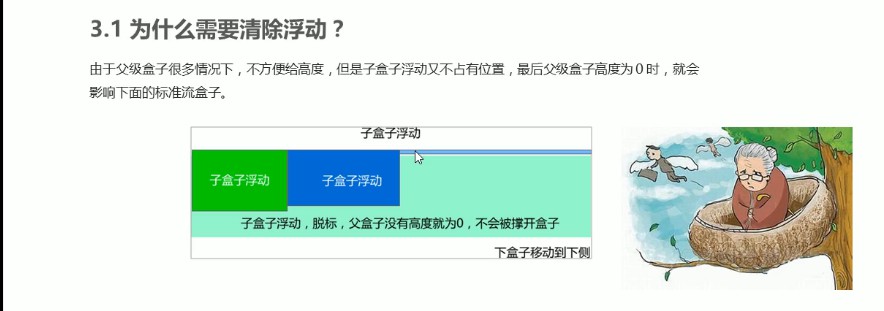 3.1 为什么需要清除浮动？
由于父级盒子很多情况下，不方便给高度，但是子盒子浮动又不占有位置，最后父级盒子高度为 0 时，就会
影响下面的标准流盒子。
子盒子浮动
子盒子浮动
子盒子浮动
子盒子浮动，脱标，父盒子没有高度就为0，不会被撑开盒子
下盒子移动到下侧